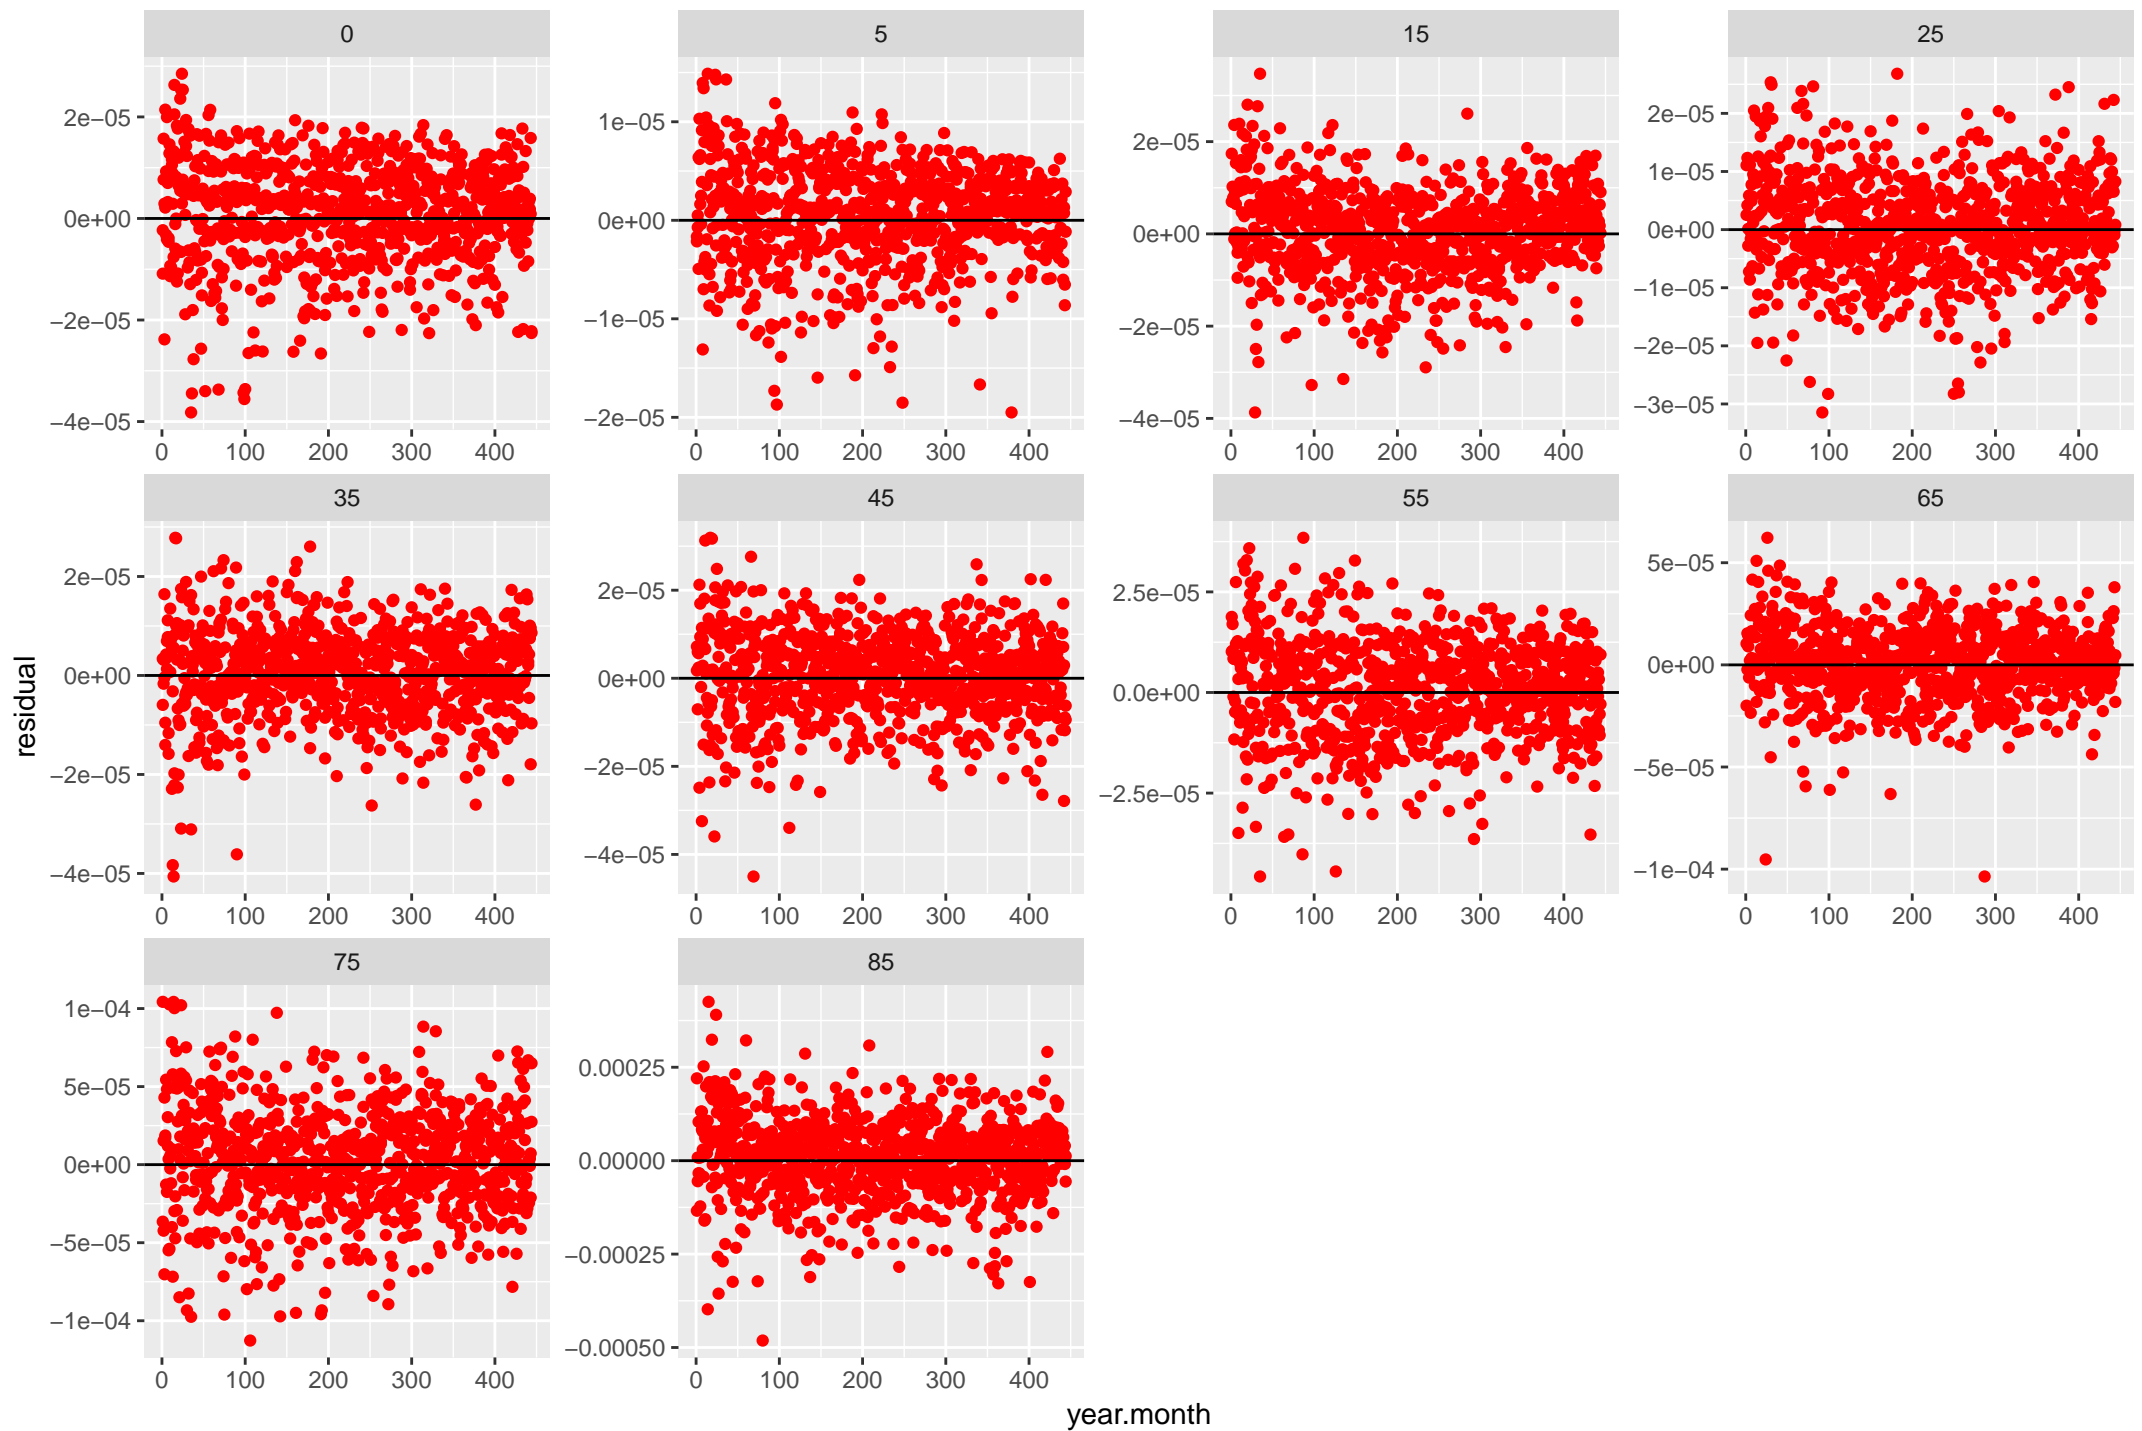 0 5 15 25
2e−05
0e+00
−2e−05
−4e−05
1e−05
0e+00
−1e−05
−2e−05
2e−05
0e+00
−2e−05
−4e−05
2e−05
1e−05
0e+00
−1e−05
−2e−05
−3e−05
0 100 200 300 400 0 100 200 300 400 0 100 200 300 400 0 100 200 300 400
35 45 55 65
2e−05
0e+00
−2e−05
−4e−05
2e−05
0e+00
−2e−05
−4e−05
2.5e−05
0.0e+00
−2.5e−05
5e−05
0e+00
−5e−05
−1e−04
0 100 200 300 400 0 100 200 300 400 0 100 200 300 400 0 100 200 300 400
residual
75 85
1e−04
5e−05
0e+00
−5e−05
−1e−04
0.00025
0.00000
−0.00025
−0.00050
0 100 200 300 400 0 100 200 300 400
year.month